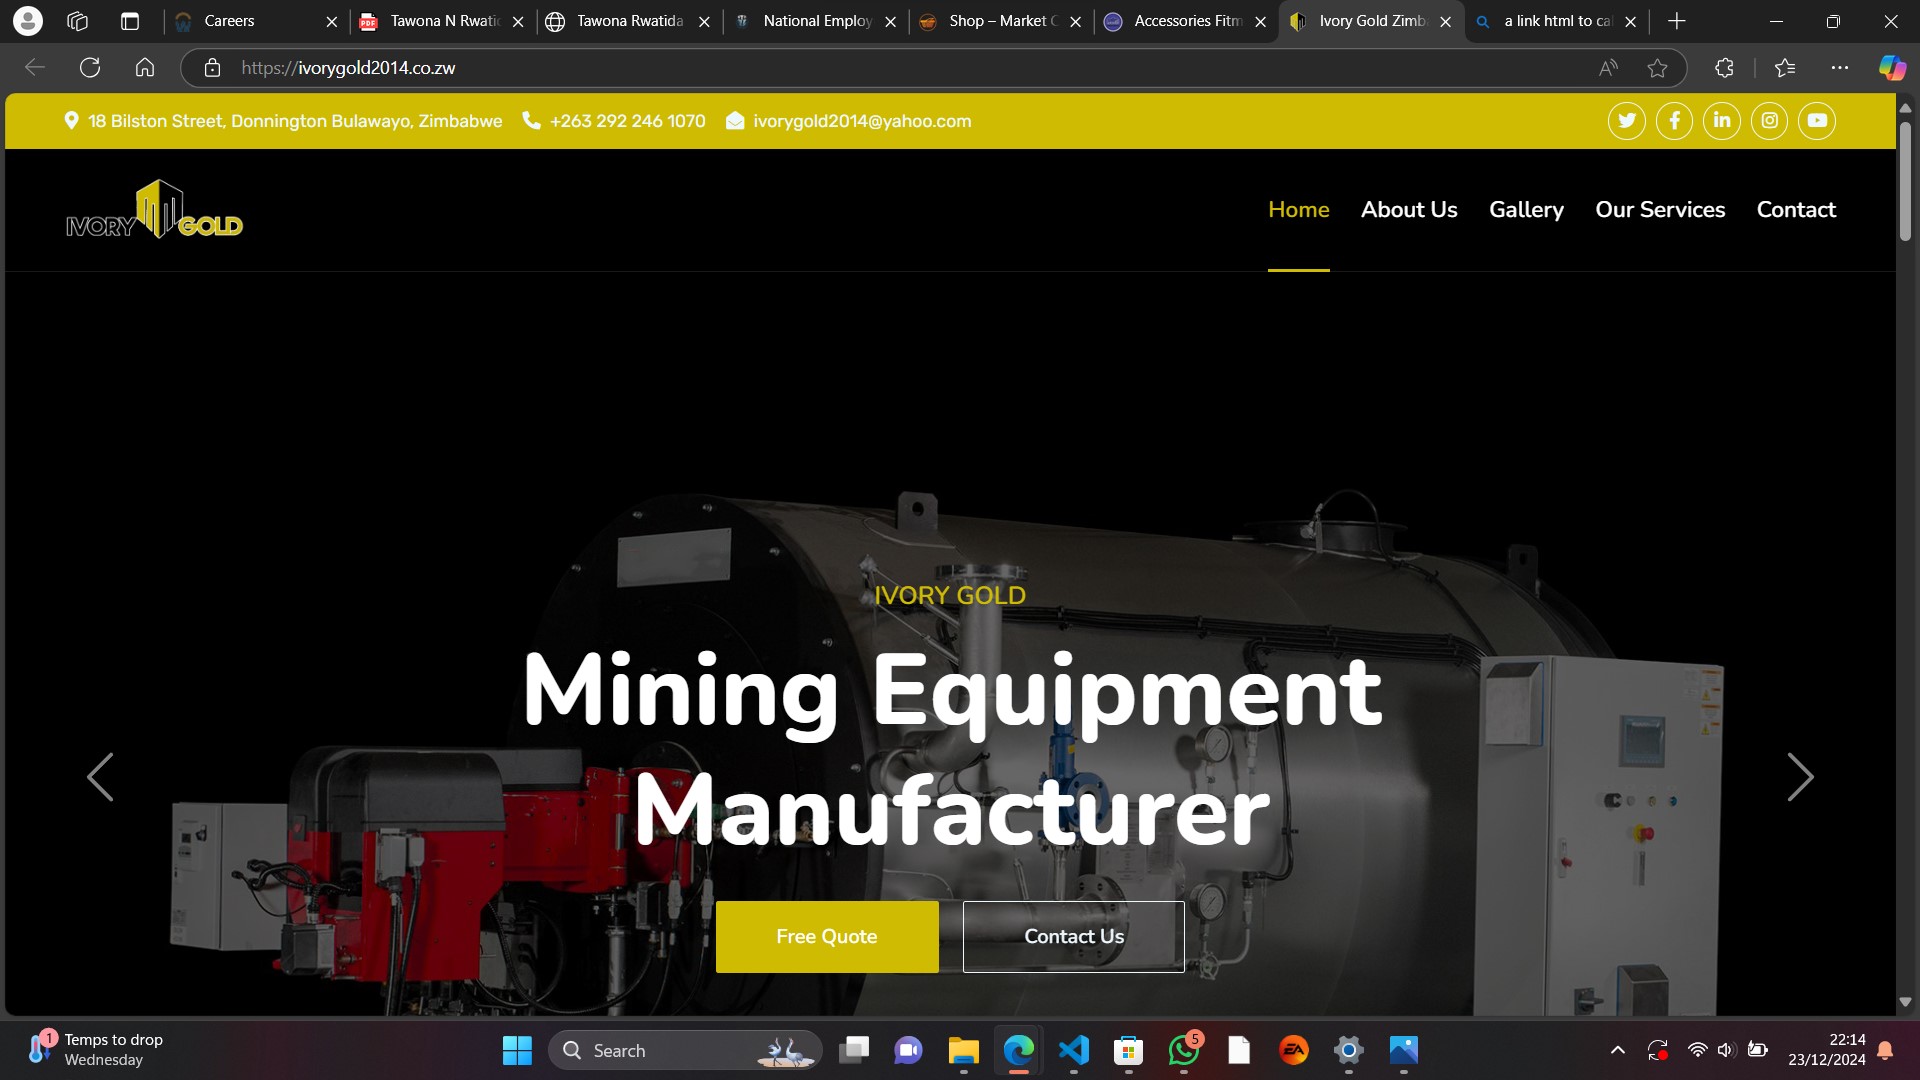 Careers
Tawona N Rwatid
Tawona Rwatida
National Employ
Shop – Market C
Accessories Fitm
Ivory Gold Zimb
a link html to cal
https://ivorygold2014.co.zw
18 Bilston Street, Donnington Bulawayo, Zimbabwe +263 292 246 1070 ivorygold2014@yahoo.com
IVORY GOLD
Home About Us Gallery Our Services Contact
IVORY GOLD
Mining Equipment
Manufacturer
Free Quote Contact Us
1 Temps to drop
Wednesday
Search
5
22:14
23/12/2024